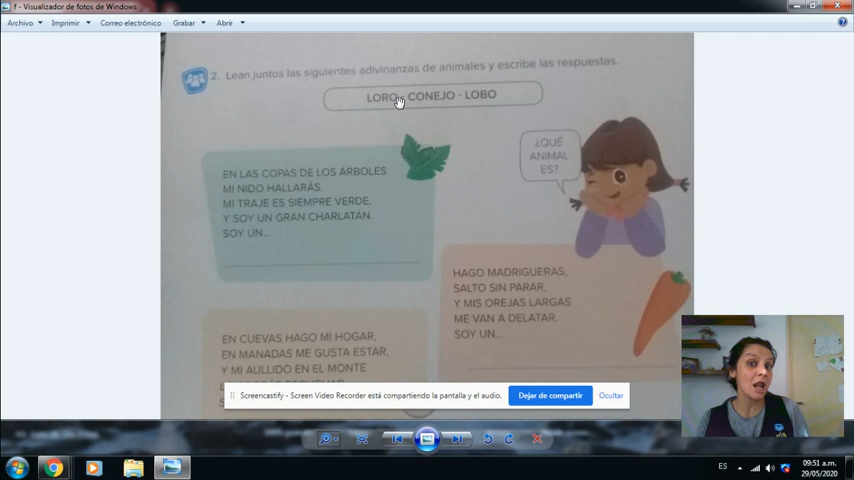 f - Visualizador de fotos de Windows
Archivo Imprimir Correo electrónico Grabar Abrir
2. Lean juntos las siguientes adivinanzas de animales y escribe las respuestas.
LORO - CONEJO - LOBO
¿QUÉ
ANIMAL
ES?
EN LAS COPAS DE LOS ÁRBOLES
MI NIDO HALLARÁS.
MI TRAJE ES SIEMPRE VERDE,
Y SOY UN GRAN CHARLATÁN.
SOY UN...
HAGO MADRIGUERAS,
SALTO SIN PARAR,
Y MIS OREJAS LARGAS
ME VAN A DELATAR.
SOY UN...
EN CUEVAS HAGO MI HOGAR,
EN MANADAS ME GUSTA ESTAR,
Y MI AULLIDO EN EL MONTE
Screencastify - Screen Video Recorder está compartiendo la pantalla y el audio.
Dejar de compartir
Ocultar
ES
09:51 a.m.
29/05/2020